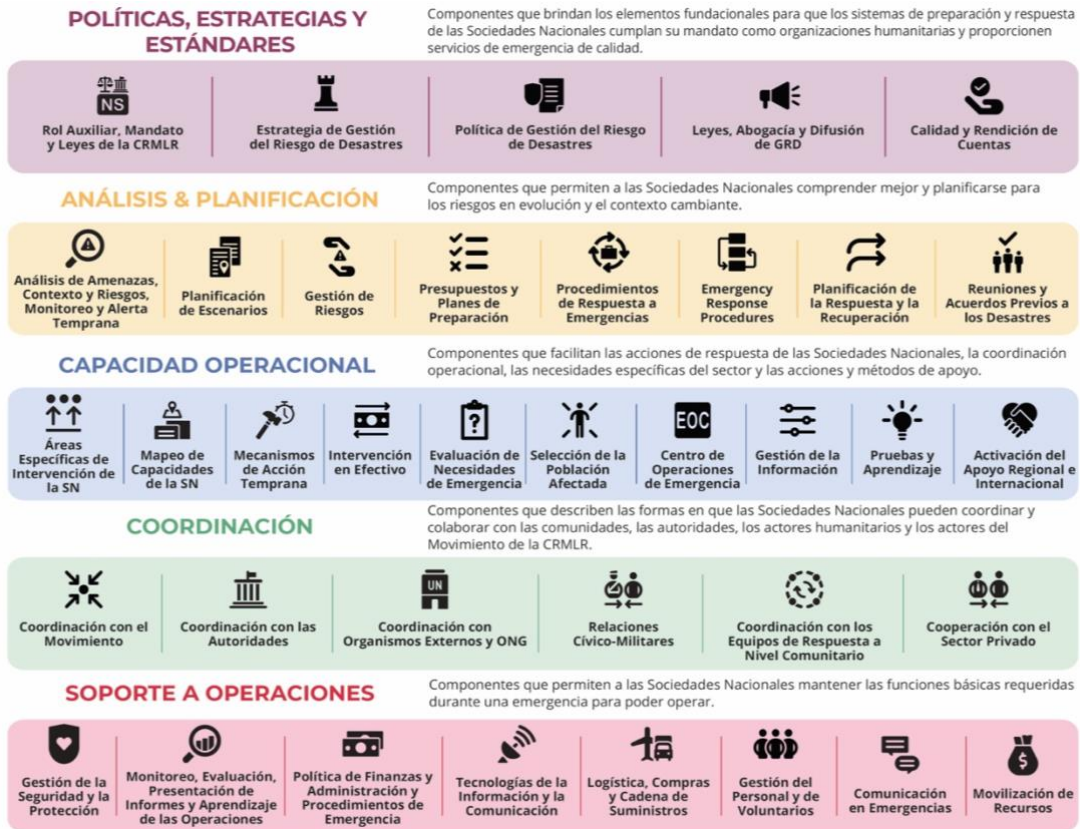 POLÍTICAS, ESTRATEGIAS Y
ESTÁNDARES
Componentes que brindan los elementos fundacionales para que los sistemas de preparación y respuesta
de las Sociedades Nacionales cumplan su mandato como organizaciones humanitarias y proporcionen
servicios de emergencia de calidad.
NS
Rol Auxiliar, Mandato
y Leyes de la CRMLR
Estrategia de Gestión
del Riesgo de Desastres
Política de Gestión del Riesgo
de Desastres
Leyes, Abogacía y Difusión
de GRD
Calidad y Rendición de
Cuentas
ANÁLISIS & PLANIFICACIÓN
Componentes que permiten a las Sociedades Nacionales comprender mejor y planificarse para
los riesgos en evolución y el contexto cambiante.
Análisis de Amenazas,
Contexto y Riesgos,
Monitoreo y Alerta
Temprana
Planificación
de Escenarios
Gestión de
Riesgos
Presupuestos y
Planes de
Preparación
Procedimientos
de Respuesta a
Emergencias
Emergency
Response
Procedures
Planificación de
la Respuesta y la
Recuperación
Reuniones y
Acuerdos Previos a
los Desastres
CAPACIDAD OPERACIONAL
Componentes que facilitan las acciones de respuesta de las Sociedades Nacionales, la coordinación
operacional, las necesidades específicas del sector y las acciones y métodos de apoyo.
Áreas
Específicas de
Intervención de
la SN
Mapeo de
Capacidades
de la SN
Mecanismos
de Acción
Temprana
Intervención
en Efectivo
Evaluación de
Necesidades
de Emergencia
Selección de la
Población
Afectada
EOC
Centro de
Operaciones
de Emergencia
Gestión de la
Información
Pruebas y
Aprendizaje
Activación del
Apoyo Regional e
Internacional
COORDINACIÓN
Componentes que describen las formas en que las Sociedades Nacionales pueden coordinar y
colaborar con las comunidades, las autoridades, los actores humanitarios y los actores del
Movimiento de la CRMLR.
Coordinación con el
Movimiento
Coordinación con las
Autoridades
UN
Coordinación con
Organismos Externos y ONG
Relaciones
Cívico-Militares
Coordinación con los
Equipos de Respuesta a
Nivel Comunitario
Cooperación con el
Sector Privado
SOPORTE A OPERACIONES
Componentes que permiten a las Sociedades Nacionales mantener las funciones básicas requeridas
durante una emergencia para poder operar.
Gestión de la
Seguridad y la
Protección
Monitoreo, Evaluación,
Presentación de
Informes y Aprendizaje
de las Operaciones
Política de Finanzas y
Administración y
Procedimientos de
Emergencia
Tecnologías de la
Información y la
Comunicación
Logística, Compras
y Cadena de
Suministros
Gestión del
Personal y de
Voluntarios
Comunicación
en Emergencias
$
Movilización de
Recursos